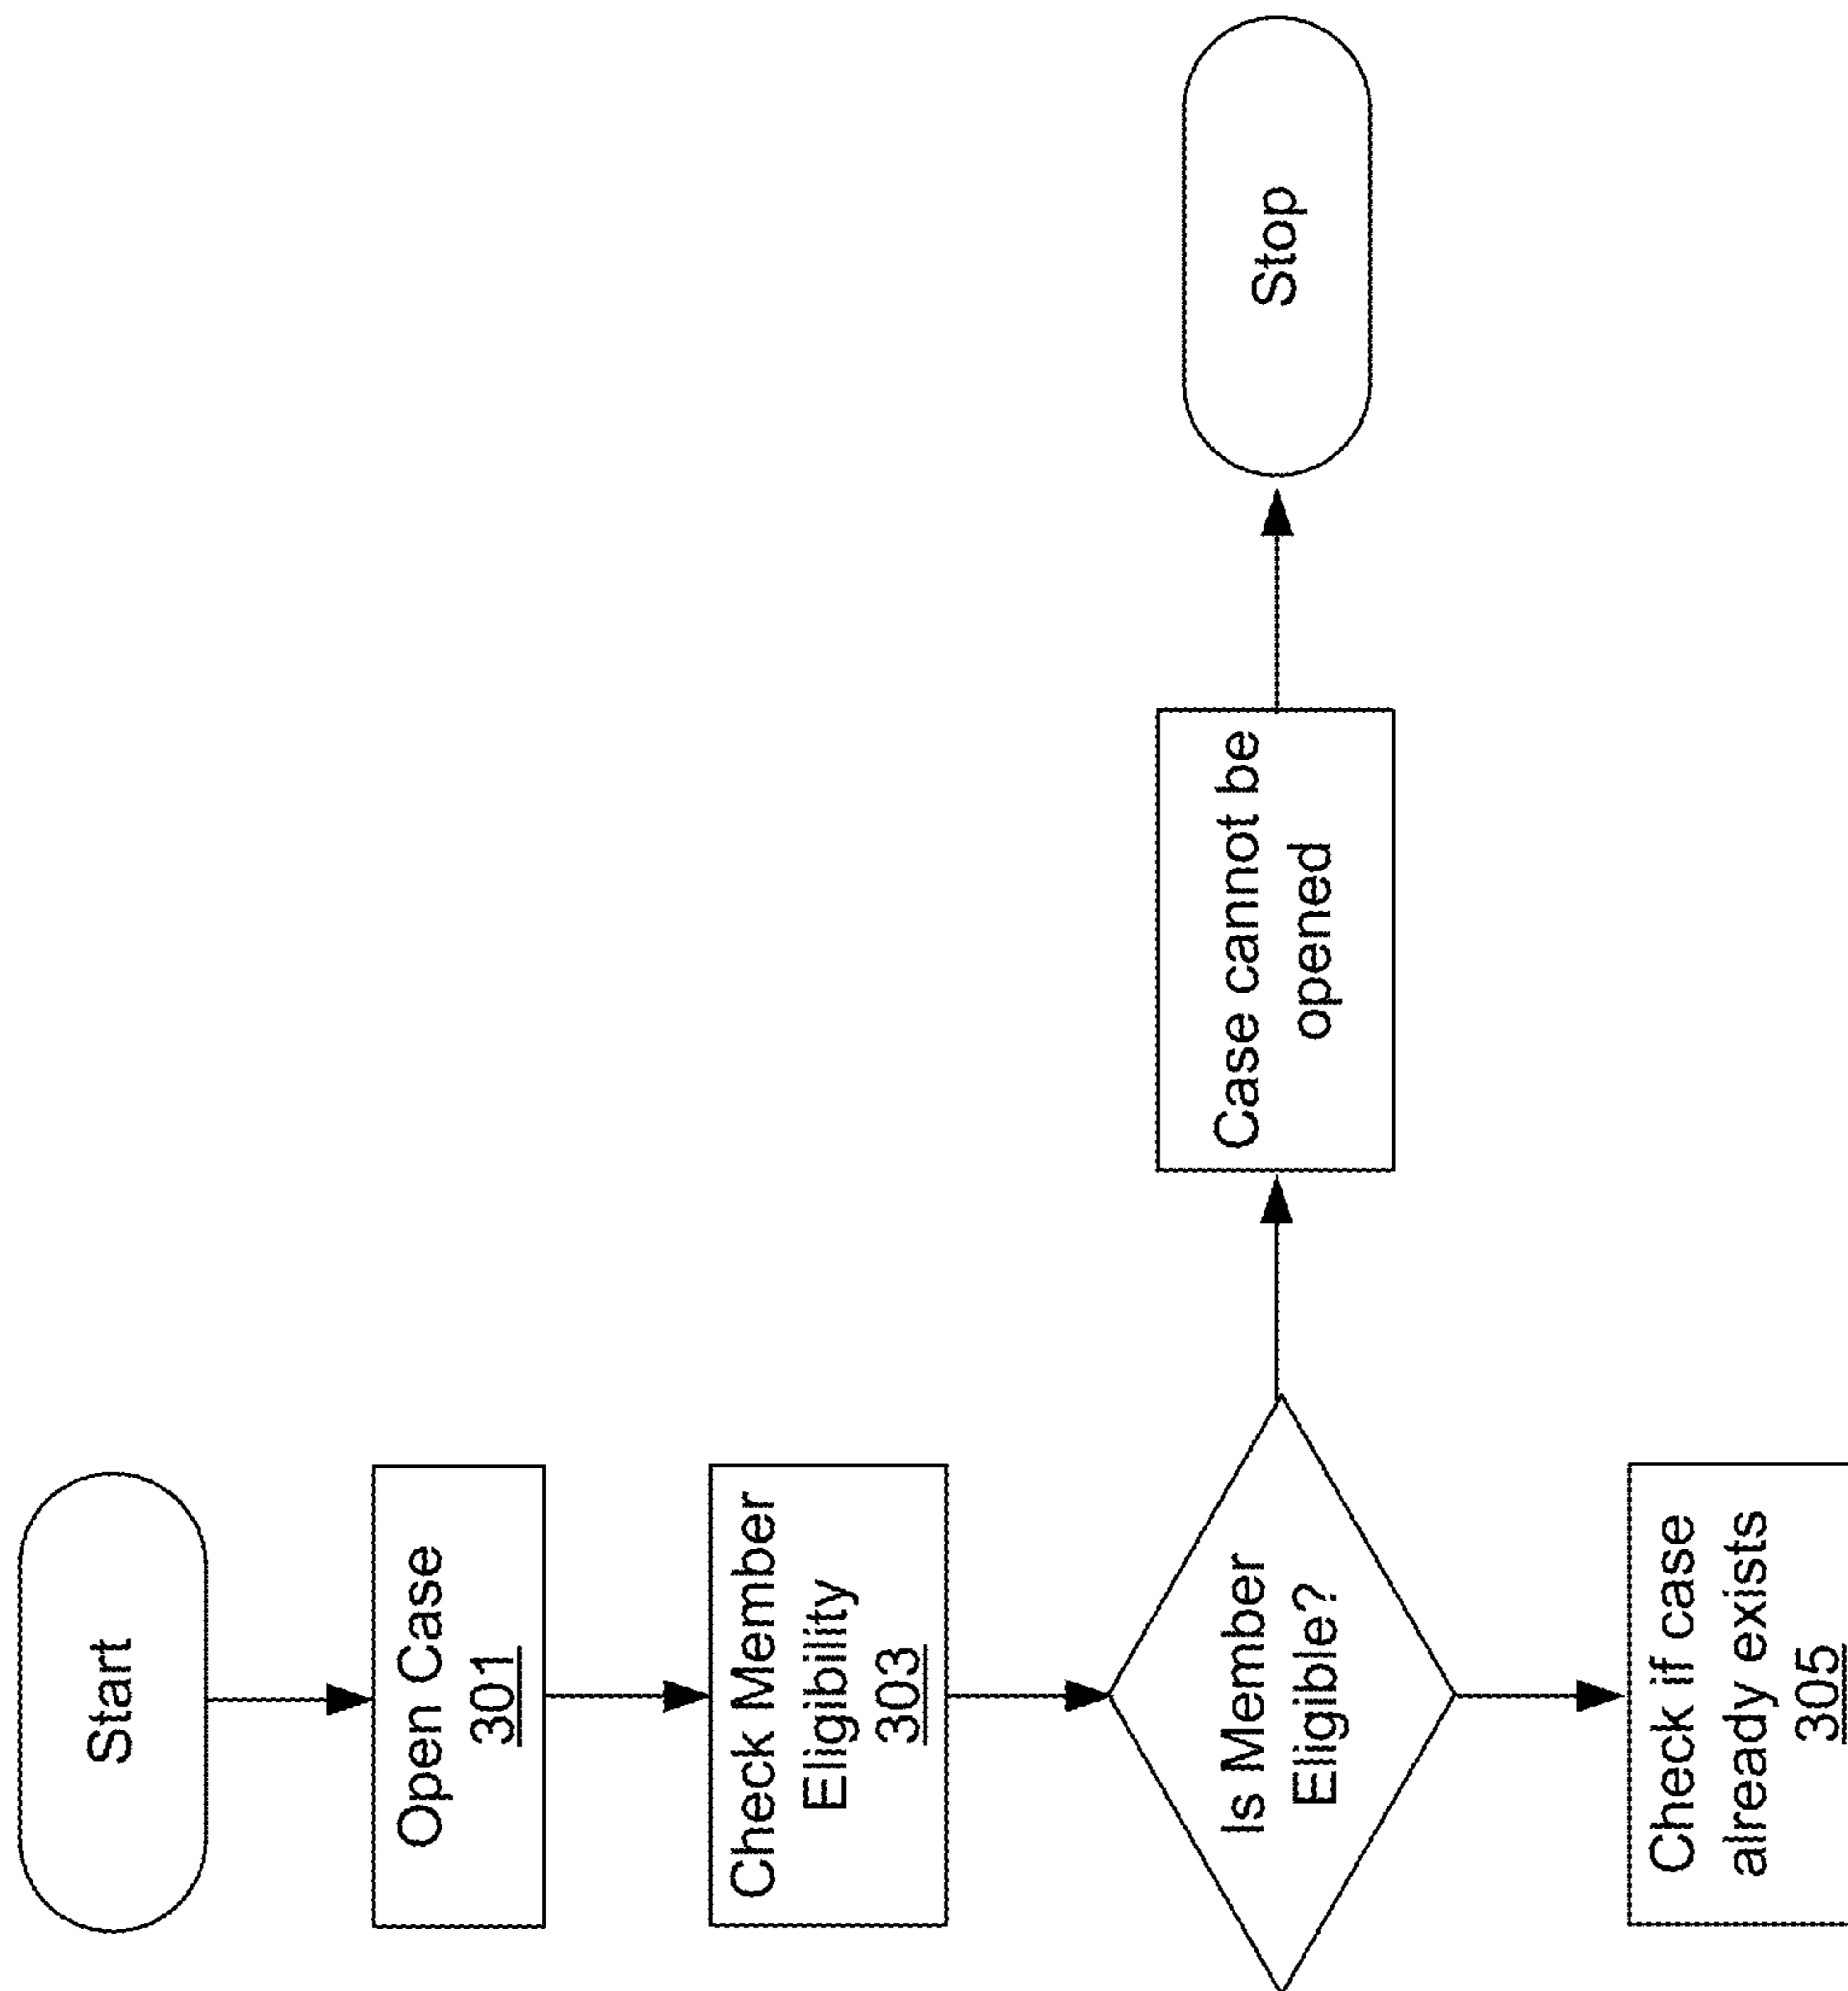 Start
Open Case
301
Check Member
Eligibility
303
Is Member
Eligible?
Case cannot be
opened
Stop
Check if case
already exists
305